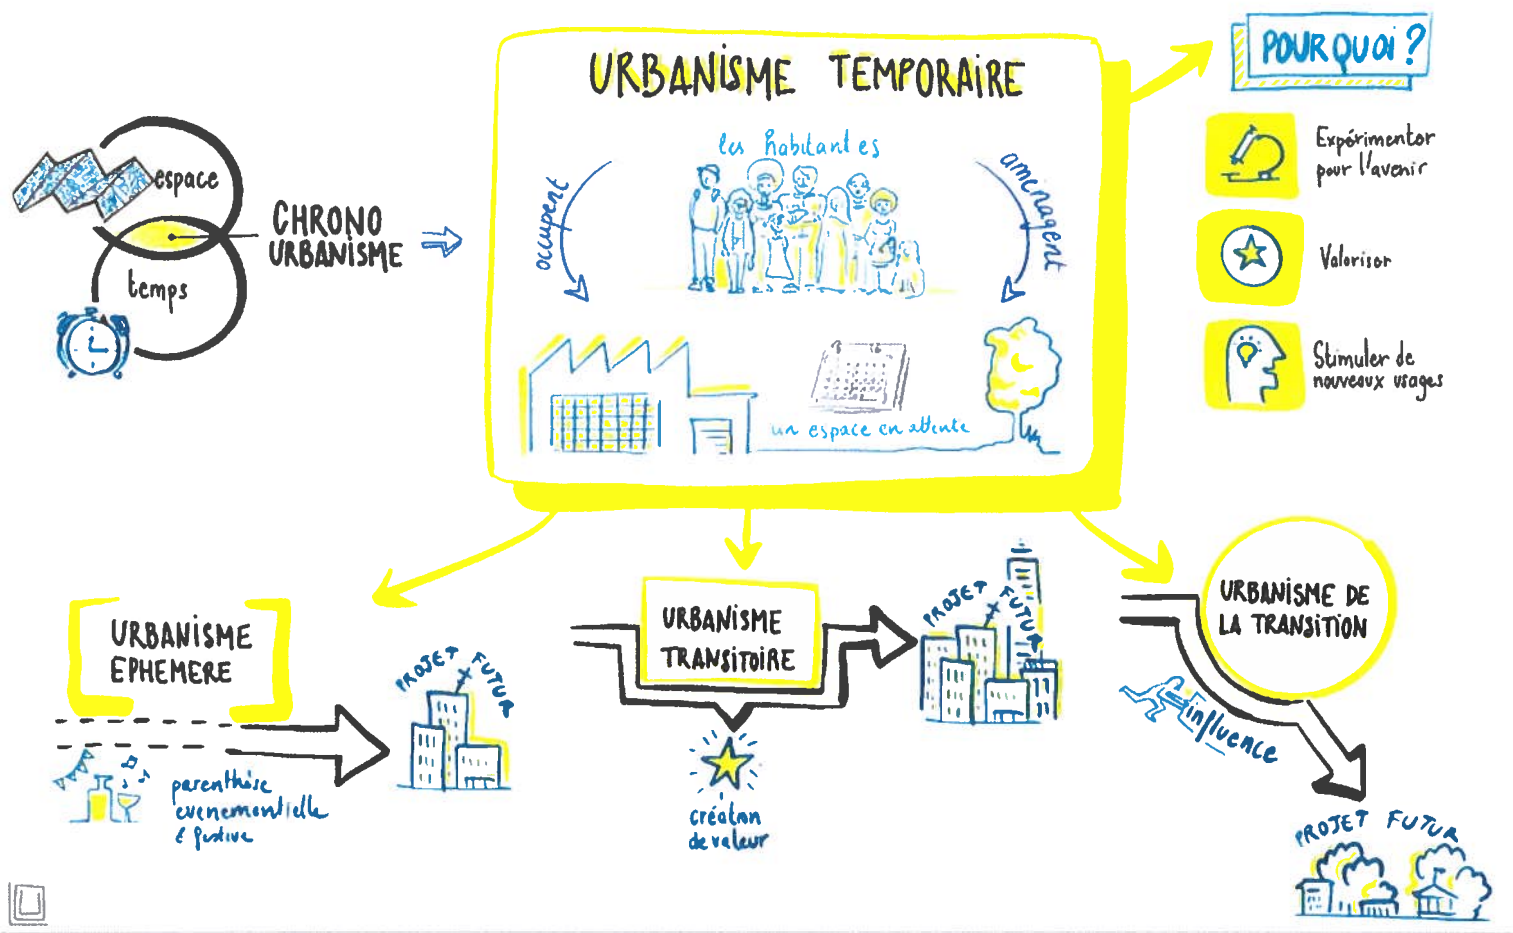 URBANISME TEMPORAIRE
les habitantes
occupent
aménagent
un espace en attente
espace
temps
CHRONO
URBANISME
POURQUOI ?
Expérimenter
pour l'avenir
Valoriser
Stimuler de
nouveaux usages
URBANISME
EPHEMERE
PROJET FUTUR
parenthèse
evenementielle
& festive
URBANISME
TRANSITOIRE
PROJET FUTUR
création
de valeur
URBANISME DE
LA TRANSITION
influence
PROJET FUTUR